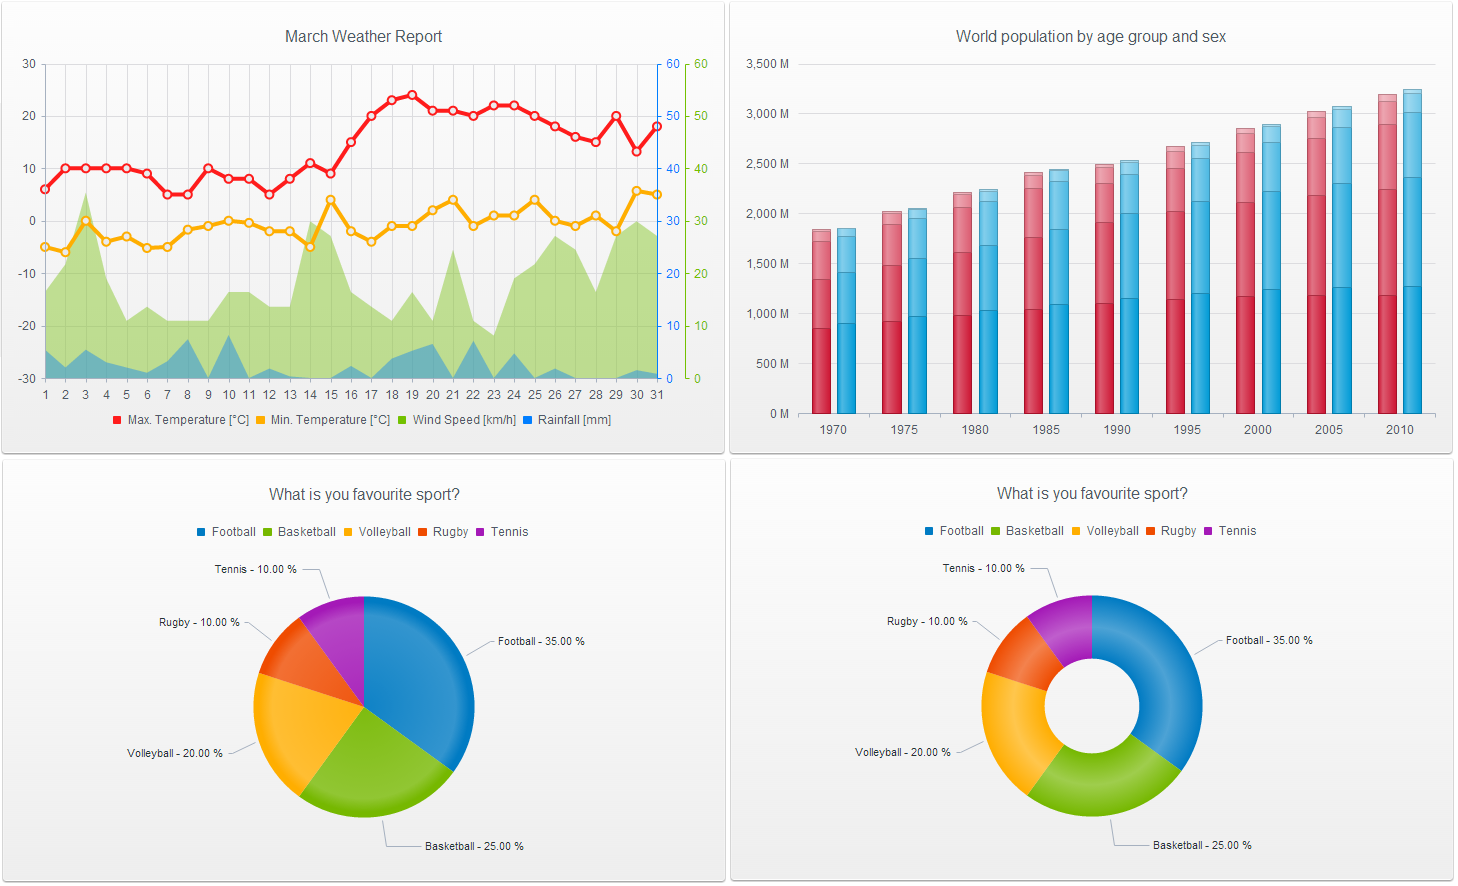 March Weather Report
30 60 60
20 50 50
10 40 40
0 30 30
-10 20 20
-20 10 10
-30 0 0
1 2 3 4 5 6 7 8 9 10 11 12 13 14 15 16 17 18 19 20 21 22 23 24 25 26 27 28 29 30 31
Max. Temperature [°C] Min. Temperature [°C] Wind Speed [km/h] Rainfall [mm]
World population by age group and sex
3,500 M
3,000 M
2,500 M
2,000 M
1,500 M
1,000 M
500 M
0 M
1970 1975 1980 1985 1990 1995 2000 2005 2010
What is you favourite sport?
Football Basketball Volleyball Rugby Tennis
Tennis - 10.00 %
Rugby - 10.00 %
Football - 35.00 %
Volleyball - 20.00 %
Basketball - 25.00 %
What is you favourite sport?
Football Basketball Volleyball Rugby Tennis
Tennis - 10.00 %
Rugby - 10.00 %
Football - 35.00 %
Volleyball - 20.00 %
Basketball - 25.00 %